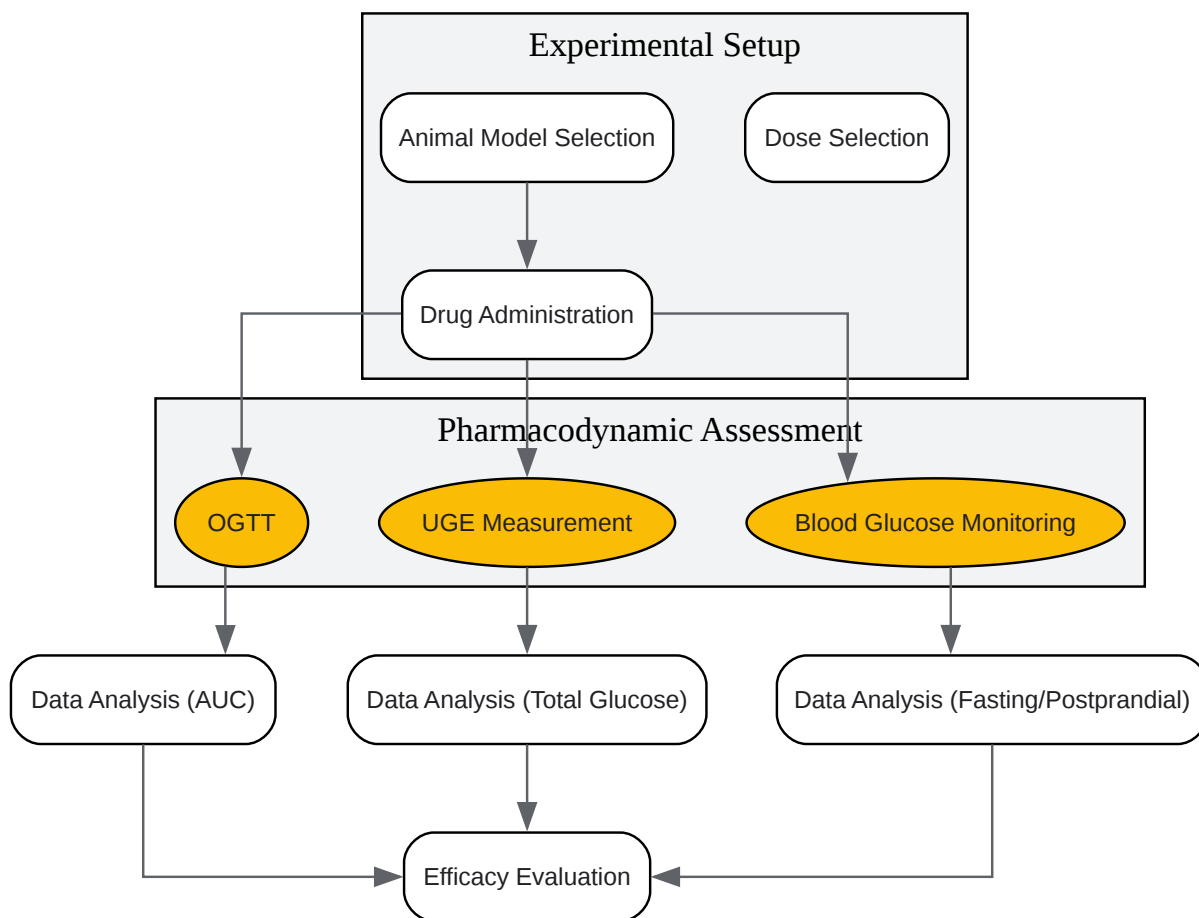 Experimental Setup
Animal Model Selection
Dose Selection
Drug Administration
Pharmacodynamic Assessment
OGTT
UGE Measurement
Blood Glucose Monitoring
Data Analysis (AUC)
Data Analysis (Total Glucose)
Data Analysis (Fasting/Postprandial)
Efficacy Evaluation